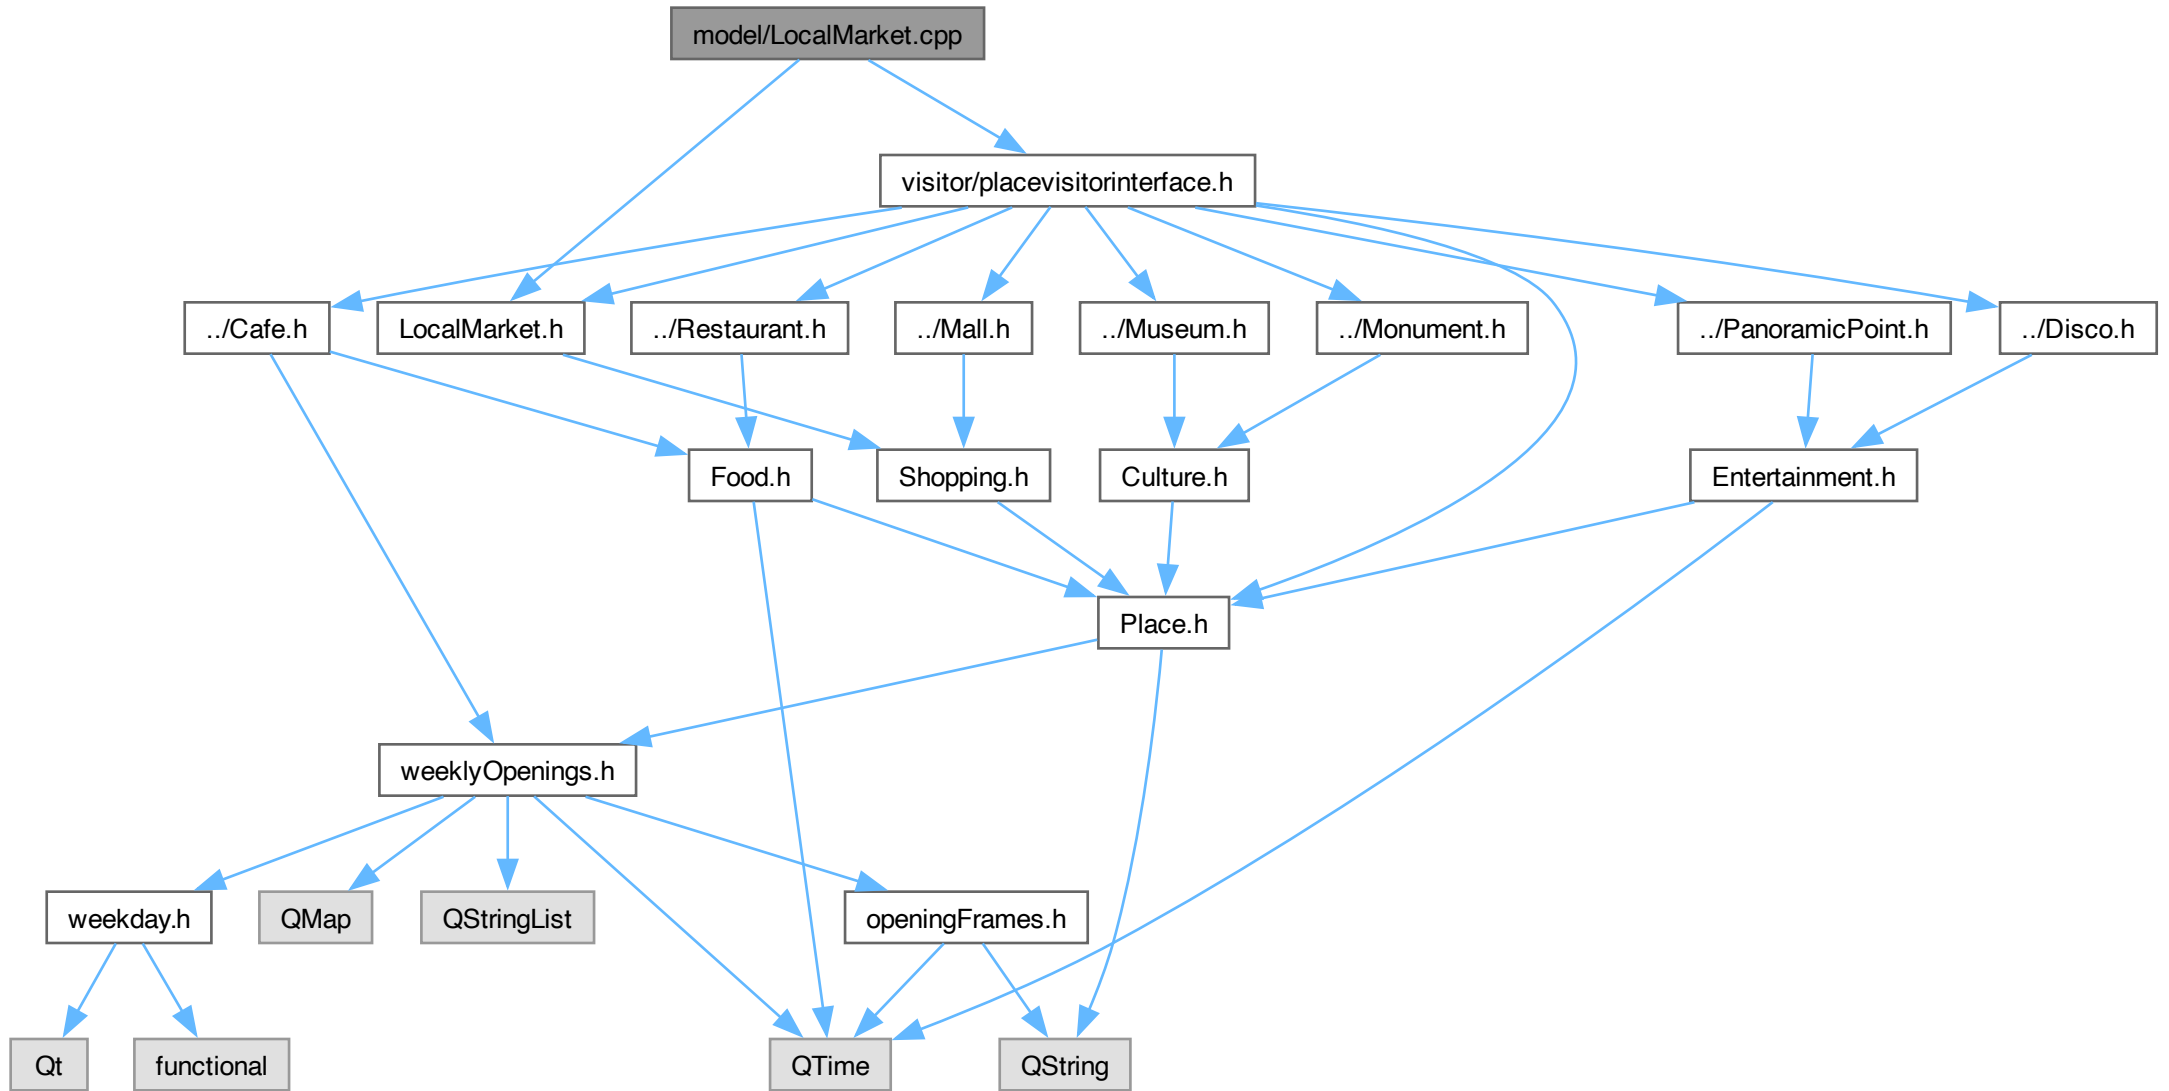 model/LocalMarket.cpp
visitor/placevisitorinterface.h
../Cafe.h
LocalMarket.h
../Restaurant.h
../Mall.h
../Museum.h
../Monument.h
../PanoramicPoint.h
../Disco.h
Food.h
Shopping.h
Culture.h
Entertainment.h
Place.h
weeklyOpenings.h
weekday.h
QMap
QStringList
openingFrames.h
Qt
functional
QTime
QString